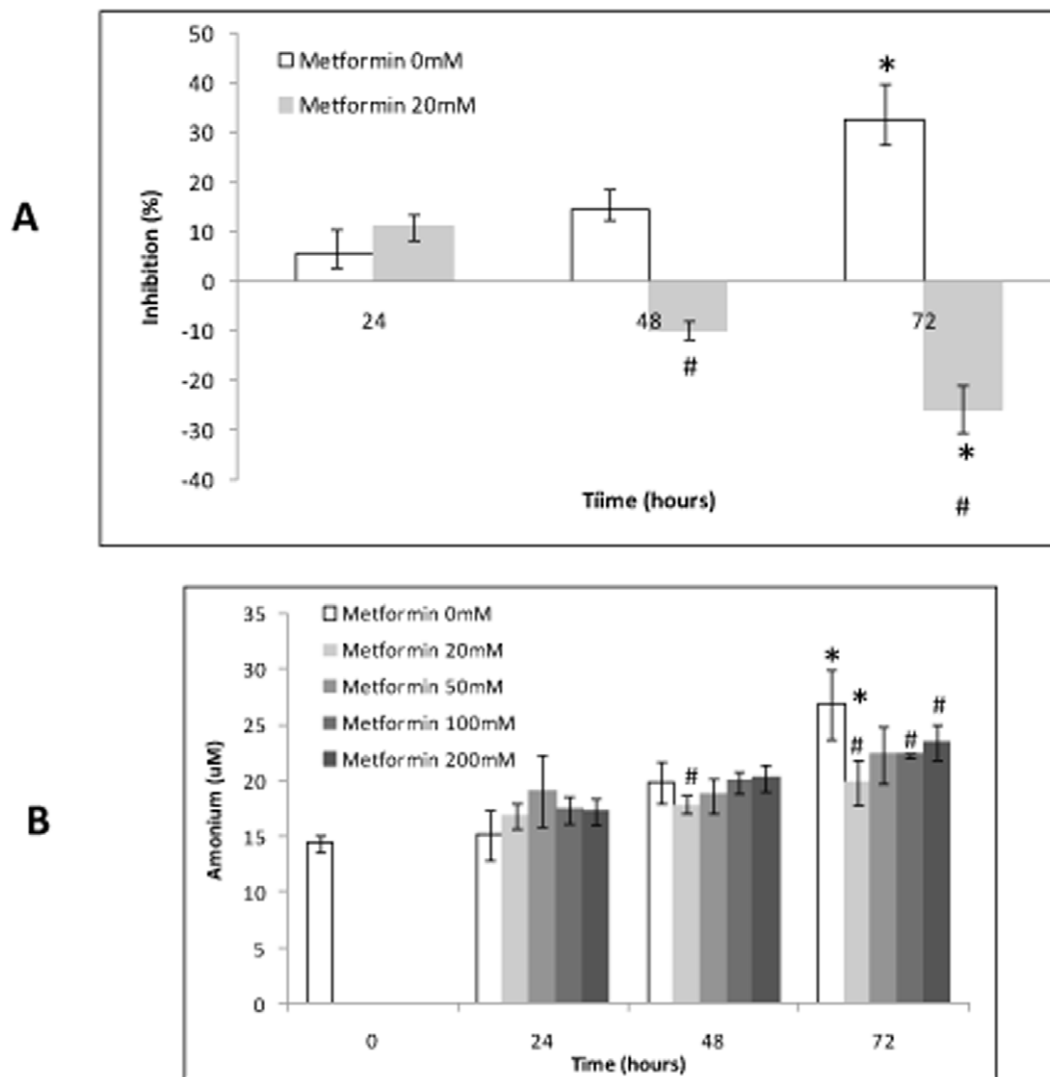 A
50
40
30
20
10
0
-10
-20
-30
-40
Inhibition (%)
Metformin 0mM
Metformin 20mM
*
#
*
#
24 48 72
Tiime (hours)
B
35
30
25
20
15
10
5
0
Amonium (uM)
Metformin 0mM
Metformin 20mM
Metformin 50mM
Metformin 100mM
Metformin 200mM
#
*
*
#
#
#
0 24 48 72
Time (hours)